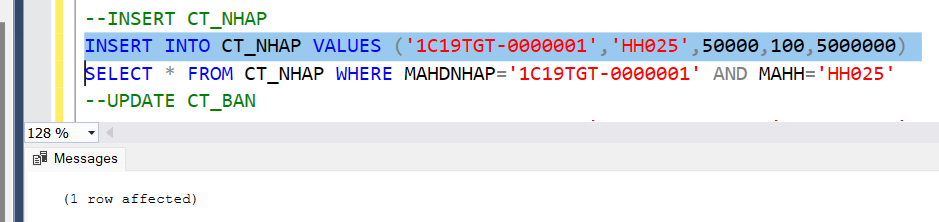 --INSERT CT_NHAP
INSERT INTO CT_NHAP VALUES ('1C19TGT-0000001','HH025',50000,100,5000000)
SELECT * FROM CT_NHAP WHERE MAHDNHAP='1C19TGT-0000001' AND MAHH='HH025'
--UPDATE CT_BAN
128 %
Messages
(1 row affected)